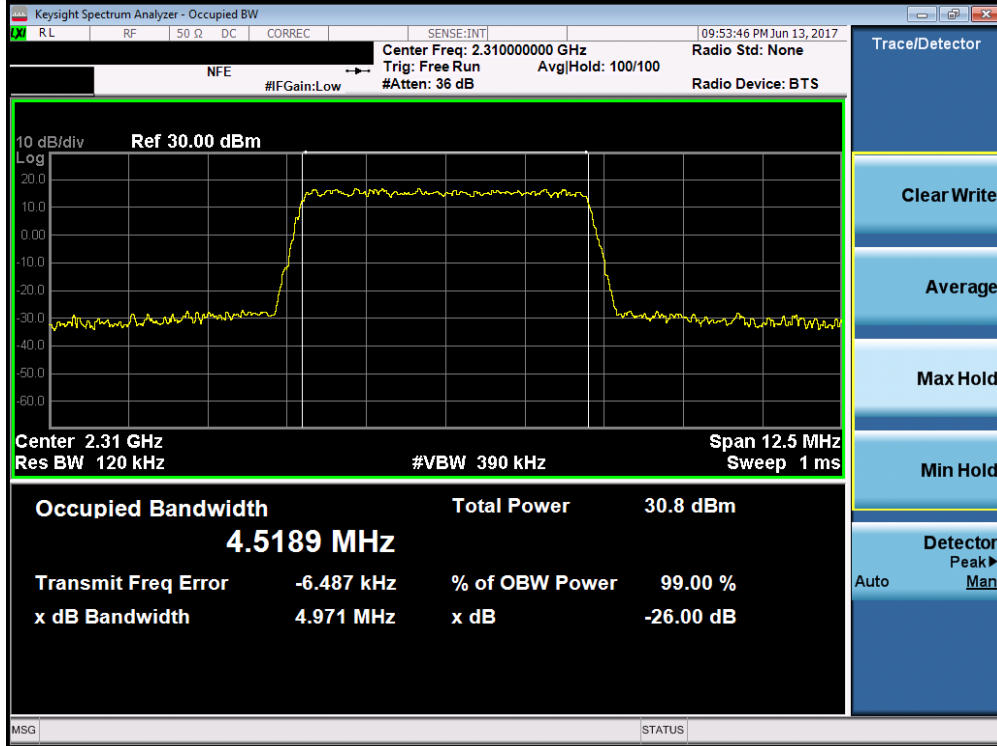 Keysight Spectrum Analyzer - Occupied BW
LXI RL RF 50 Ω DC CORREC SENSE:INT 09:53:46 PM Jun 13, 2017
Center Freq: 2.310000000 GHz Radio Std: None
NFE Trig: Free Run Avg|Hold: 100/100
#IFGain:Low #Atten: 36 dB Radio Device: BTS
10 dB/div Ref 30.00 dBm
Log
20.0
10.0
0.00
-10.0
-20.0
-30.0
-40.0
-50.0
-60.0
Center 2.31 GHz Span 12.5 MHz
Res BW 120 kHz #VBW 390 kHz Sweep 1 ms
Occupied Bandwidth Total Power 30.8 dBm
4.5189 MHz
Transmit Freq Error -6.487 kHz % of OBW Power 99.00 %
x dB Bandwidth 4.971 MHz x dB -26.00 dB
MSG STATUS
Trace/Detector
Clear Write
Average
Max Hold
Min Hold
Detector
Peak▶
Auto Man